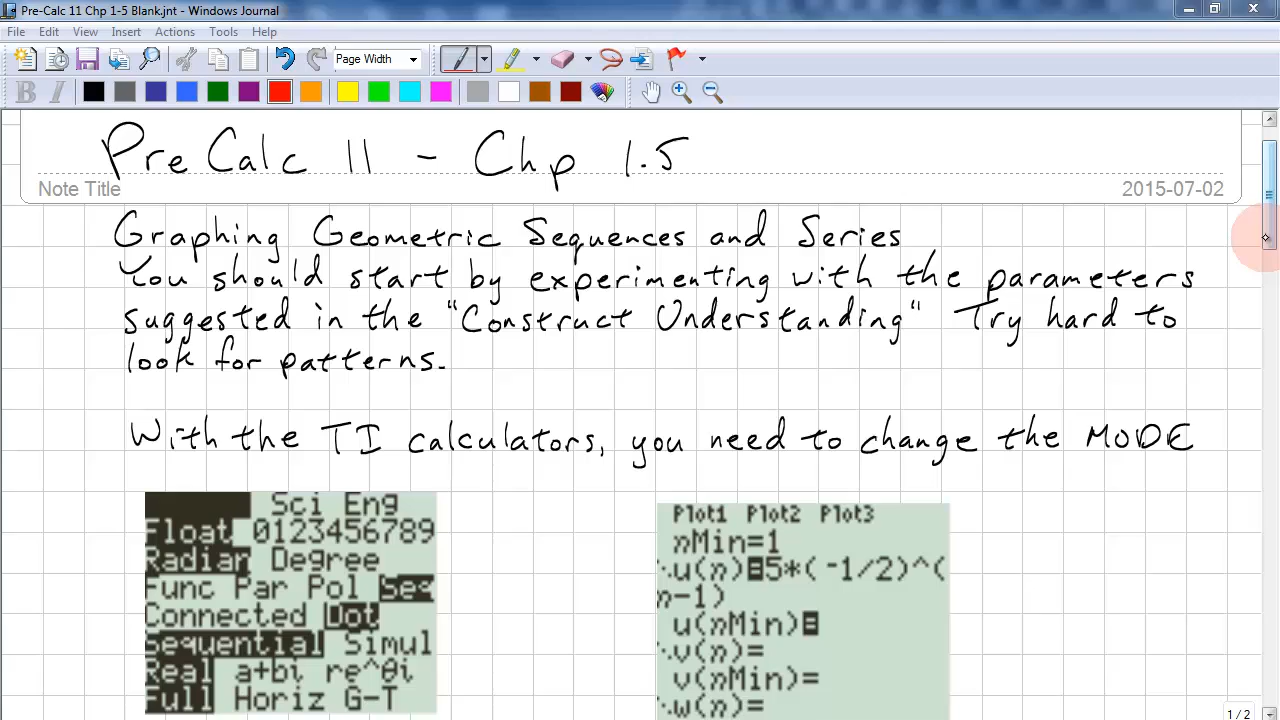 Pre-Calc 11 Chp 1-5 Blank.jnt - Windows Journal
File Edit View Insert Actions Tools Help
Page Width
B I
Pre Calc 11 - Chp 1.5
Note Title 2015-07-02
Graphing Geometric Sequences and Series
You should start by experimenting with the parameters
suggested in the "Construct Understanding" Try hard to
look for patterns.
With the TI calculators, you need to change the MODE
Sci Eng
Float 0123456789
Radian Degree
Func Par Pol Seq
Connected Dot
Sequential Simul
Real a+bi re^θi
Full Horiz G-T
Plot1 Plot2 Plot3
nMin=1
u(n)=5*(-1/2)^(
n-1)
u(nMin)=
v(n)=
v(nMin)=
w(n)=
1 / 2